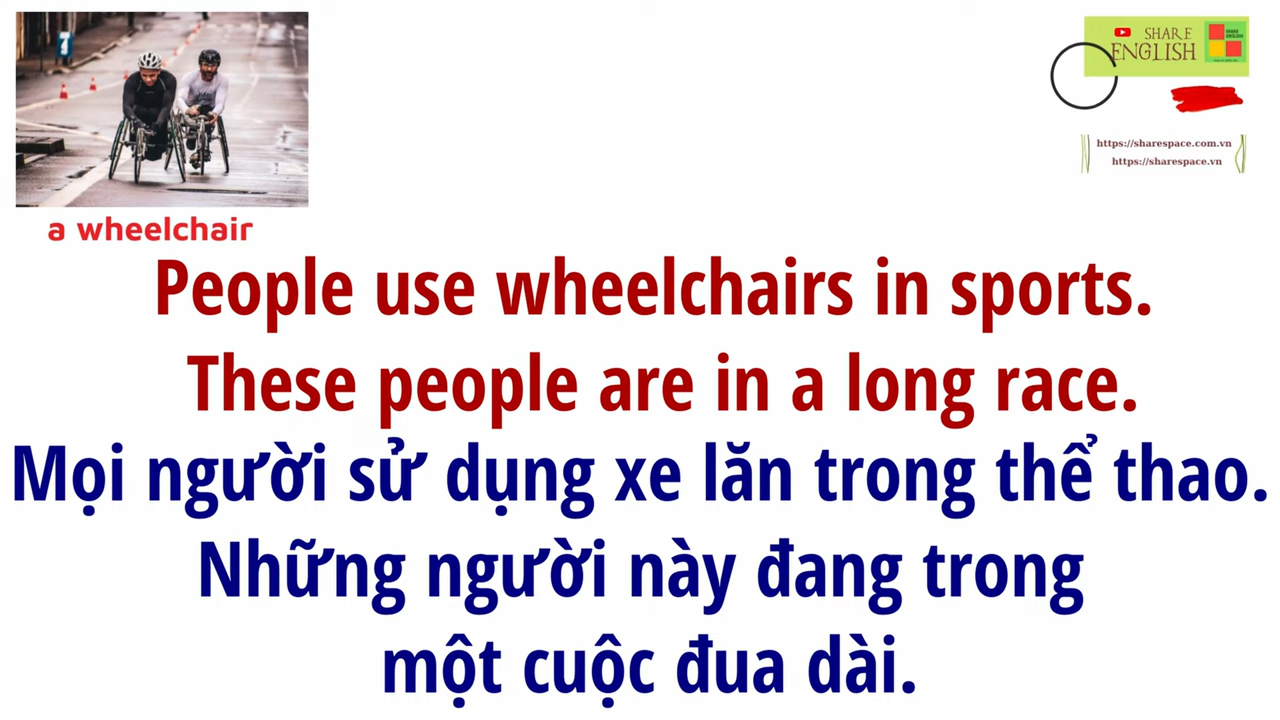 SHARE
ENGLISH
https://sharespace.com.vn
https://sharespace.vn
a wheelchair
People use wheelchairs in sports.
These people are in a long race.
Mọi người sử dụng xe lăn trong thể thao.
Những người này đang trong
một cuộc đua dài.